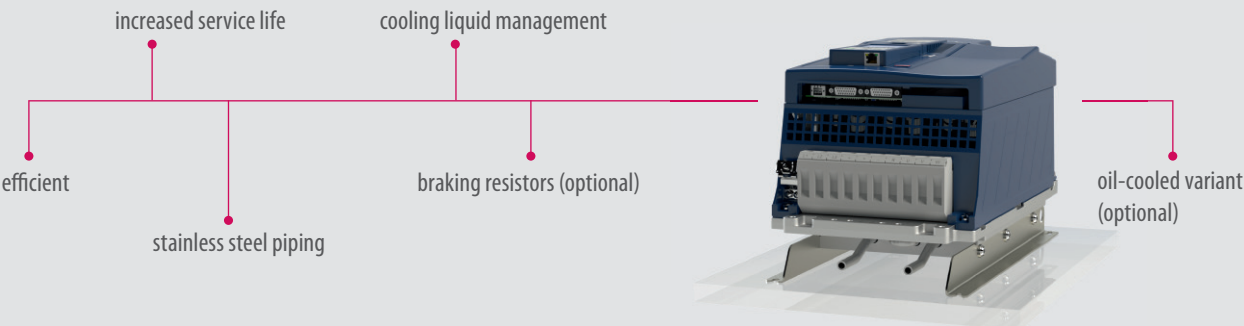 increased service life
cooling liquid management
efficient
braking resistors (optional)
oil-cooled variant
(optional)
stainless steel piping